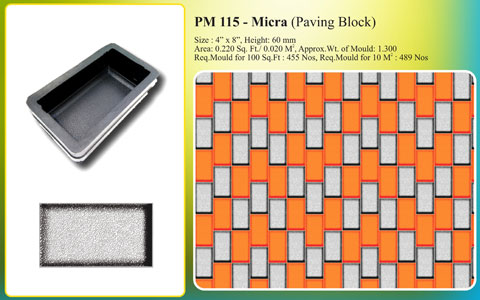 PM 115 - Micra (Paving Block)
Size : 4” x 8”, Height: 60 mm
Area: 0.220 Sq. Ft./ 0.020 M², Approx.Wt. of Mould: 1.300
Req.Mould for 100 Sq.Ft : 455 Nos, Req.Mould for 10 M² : 489 Nos